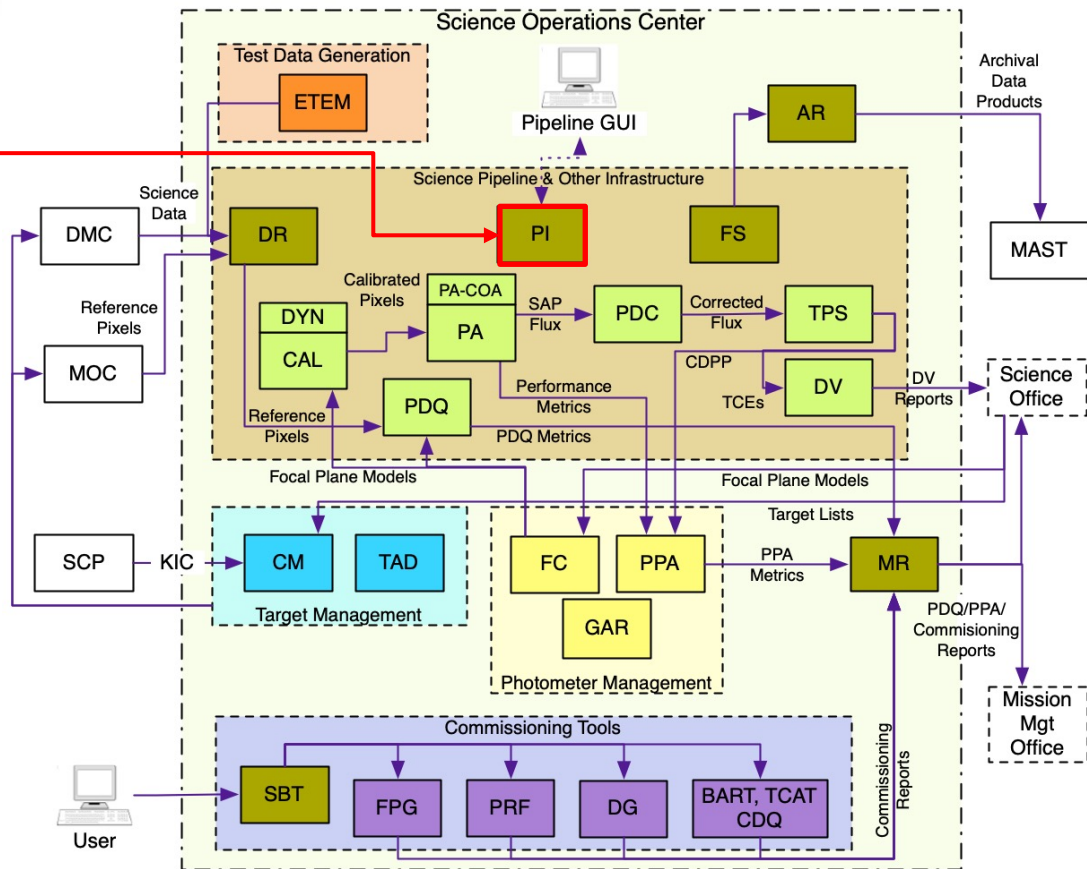 Science Operations Center
Test Data Generation
ETEM
Pipeline GUI
AR
Archival
Data
Products
Science Pipeline & Other Infrastructure
Science
Data
DMC
DR
PI
FS
MAST
Reference
Pixels
MOC
Calibrated
Pixels
DYN
CAL
PA-COA
PA
SAP
Flux
PDC
Corrected
Flux
TPS
CDPP
TCEs
DV
DV
Reports
Science
Office
Performance
Metrics
PDQ
Reference
Pixels
PDQ Metrics
Focal Plane Models
Focal Plane Models
Target Lists
SCP
KIC
CM
TAD
Target Management
FC
PPA
GAR
Photometer Management
PPA
Metrics
MR
PDQ/PPA/
Commisioning
Reports
Mission
Mgt
Office
Commissioning Tools
Commissioning
Reports
User
SBT
FPG
PRF
DG
BART, TCAT
CDQ